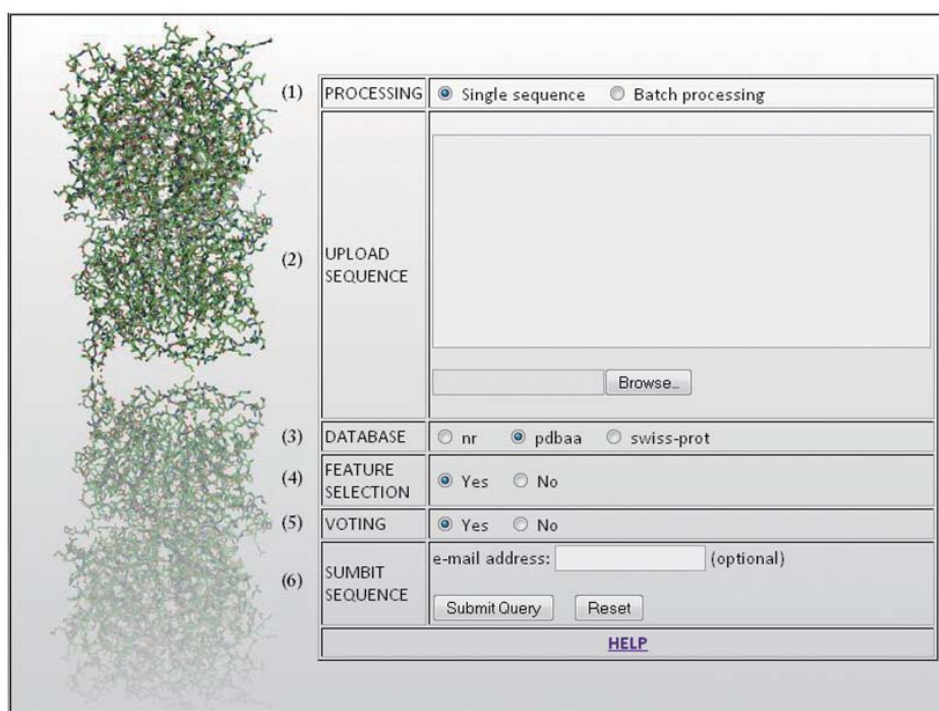 (1) PROCESSING Single sequence Batch processing
(2) UPLOAD
SEQUENCE
Browse...
(3) DATABASE nr pdbaa swiss-prot
(4) FEATURE
SELECTION Yes No
(5) VOTING Yes No
e-mail address: (optional)
(6) SUMBIT
SEQUENCE
Submit Query Reset
HELP